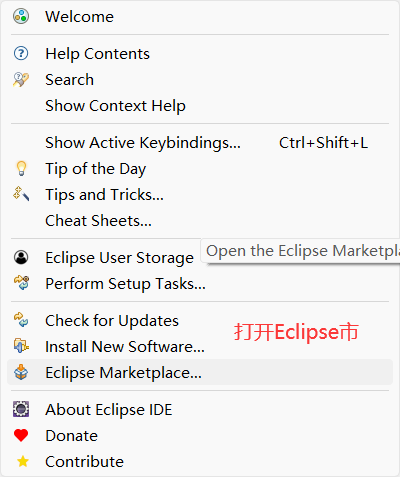 Welcome
Help Contents
Search
Show Context Help
Show Active Keybindings... Ctrl+Shift+L
Tip of the Day
Tips and Tricks...
Cheat Sheets...
Eclipse User Storage
Open the Eclipse Marketpla
Perform Setup Tasks...
Check for Updates
打开Eclipse市
Install New Software...
Eclipse Marketplace...
About Eclipse IDE
Donate
Contribute